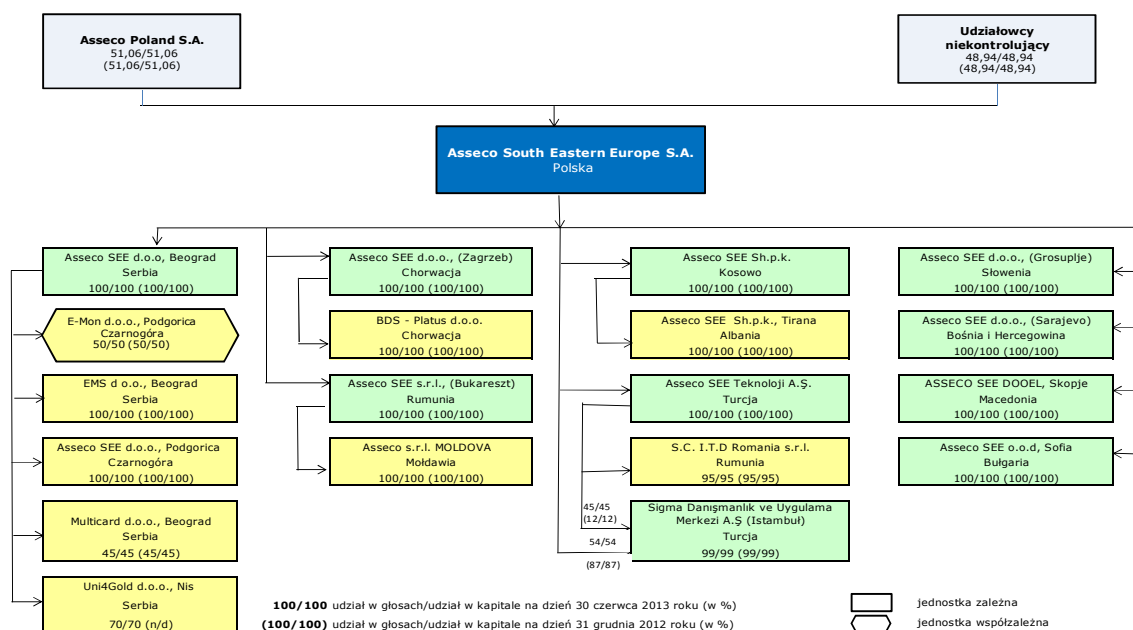 Asseco Poland S.A.
51,06/51,06
(51,06/51,06)
Udziałowcy
niekontrolujący
48,94/48,94
(48,94/48,94)
Asseco South Eastern Europe S.A.
Polska
Asseco SEE d.o.o, Beograd
Serbia
100/100 (100/100)
E-Mon d.o.o., Podgorica
Czarnogóra
50/50 (50/50)
EMS d o.o., Beograd
Serbia
100/100 (100/100)
Asseco SEE d.o.o., Podgorica
Czarnogóra
100/100 (100/100)
Multicard d.o.o., Beograd
Serbia
45/45 (45/45)
Uni4Gold d.o.o., Nis
Serbia
70/70 (n/d)
Asseco SEE d.o.o., (Zagrzeb)
Chorwacja
100/100 (100/100)
BDS - Platus d.o.o.
Chorwacja
100/100 (100/100)
Asseco SEE s.r.l., (Bukareszt)
Rumunia
100/100 (100/100)
Asseco s.r.l. MOLDOVA
Mołdawia
100/100 (100/100)
Asseco SEE Sh.p.k.
Kosowo
100/100 (100/100)
Asseco SEE Sh.p.k., Tirana
Albania
100/100 (100/100)
Asseco SEE Teknoloji A.Ş.
Turcja
100/100 (100/100)
S.C. I.T.D Romania s.r.l.
Rumunia
95/95 (95/95)
45/45
(12/12)
54/54
(87/87)
Sigma Danışmanlık ve Uygulama
Merkezi A.Ş (Istambuł)
Turcja
99/99 (99/99)
Asseco SEE d.o.o., (Grosuplje)
Słowenia
100/100 (100/100)
Asseco SEE d.o.o., (Sarajevo)
Bośnia i Hercegowina
100/100 (100/100)
ASSECO SEE DOOEL, Skopje
Macedonia
100/100 (100/100)
Asseco SEE o.o.d, Sofia
Bułgaria
100/100 (100/100)
100/100 udział w głosach/udział w kapitale na dzień 30 czerwca 2013 roku (w %)
(100/100) udział w głosach/udział w kapitale na dzień 31 grudnia 2012 roku (w %)
jednostka zależna
jednostka współzależna